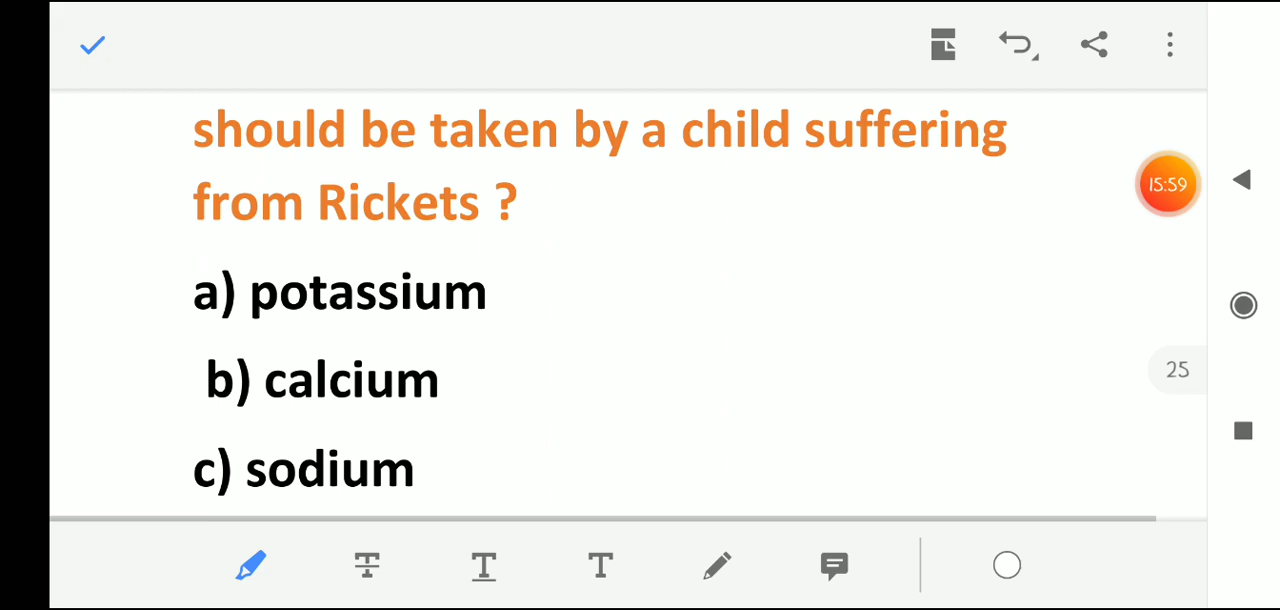 should be taken by a child suffering
from Rickets ?
15:59
a) potassium
25
b) calcium
c) sodium
T
T
T